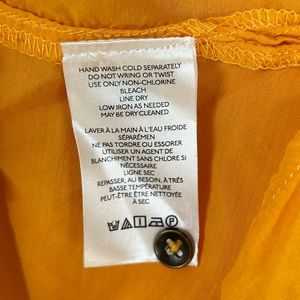 HAND WASH COLD SEPARATELY
DO NOT WRING OR TWIST
USE ONLY NON-CHLORINE
BLEACH
LINE DRY
LOW IRON AS NEEDED
MAY BE DRY CLEANED
LAVER À LA MAIN À L'EAU FROIDE
SÉPARÉMEN
NE PAS TORDRE OU ESSORER
UTILISER UN AGENT DE
BLANCHIMENT SANS CHLORE SI
NÉCESSAIRE
LIGNE SEC
REPASSER, AU BESOIN, À TRÈS
BASSE TEMPÉRATURE
PEUT-ÊTRE ÊTRE NETTOYÉ
À SEC